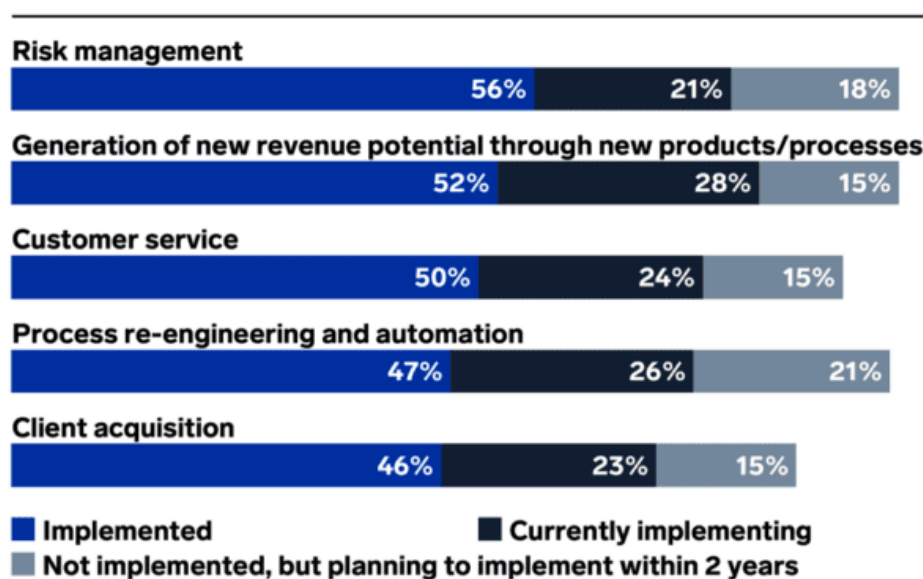 Risk management
56% 21% 18%
Generation of new revenue potential through new products/processes
52% 28% 15%
Customer service
50% 24% 15%
Process re-engineering and automation
47% 26% 21%
Client acquisition
46% 23% 15%
Implemented Currently implementing
Not implemented, but planning to implement within 2 years